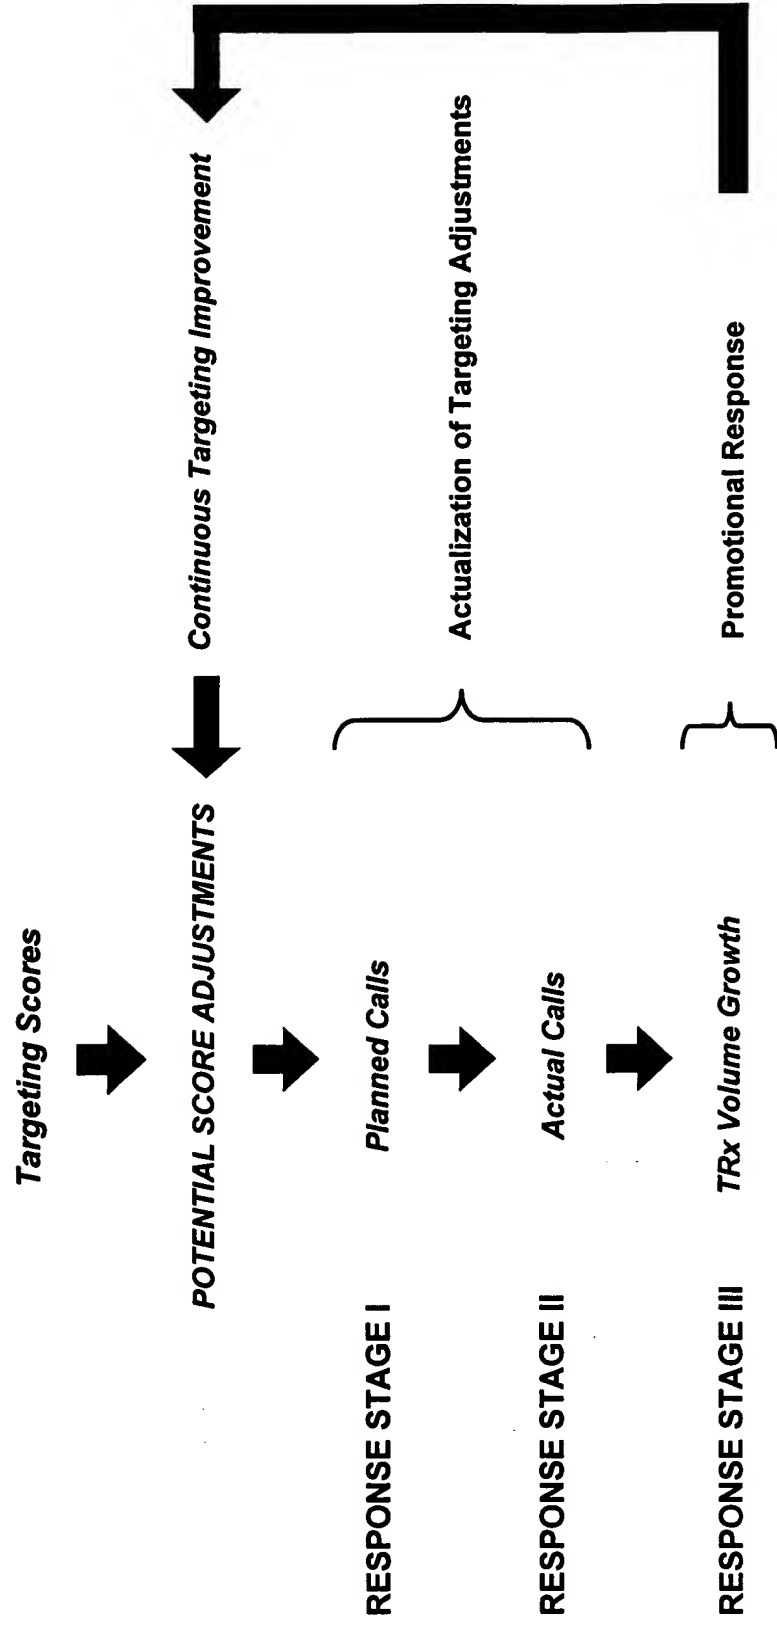 Targeting Scores
POTENTIAL SCORE ADJUSTMENTS
Continuous Targeting Improvement
RESPONSE STAGE I
Planned Calls
Actualization of Targeting Adjustments
RESPONSE STAGE II
Actual Calls
RESPONSE STAGE III
TRx Volume Growth
Promotional Response